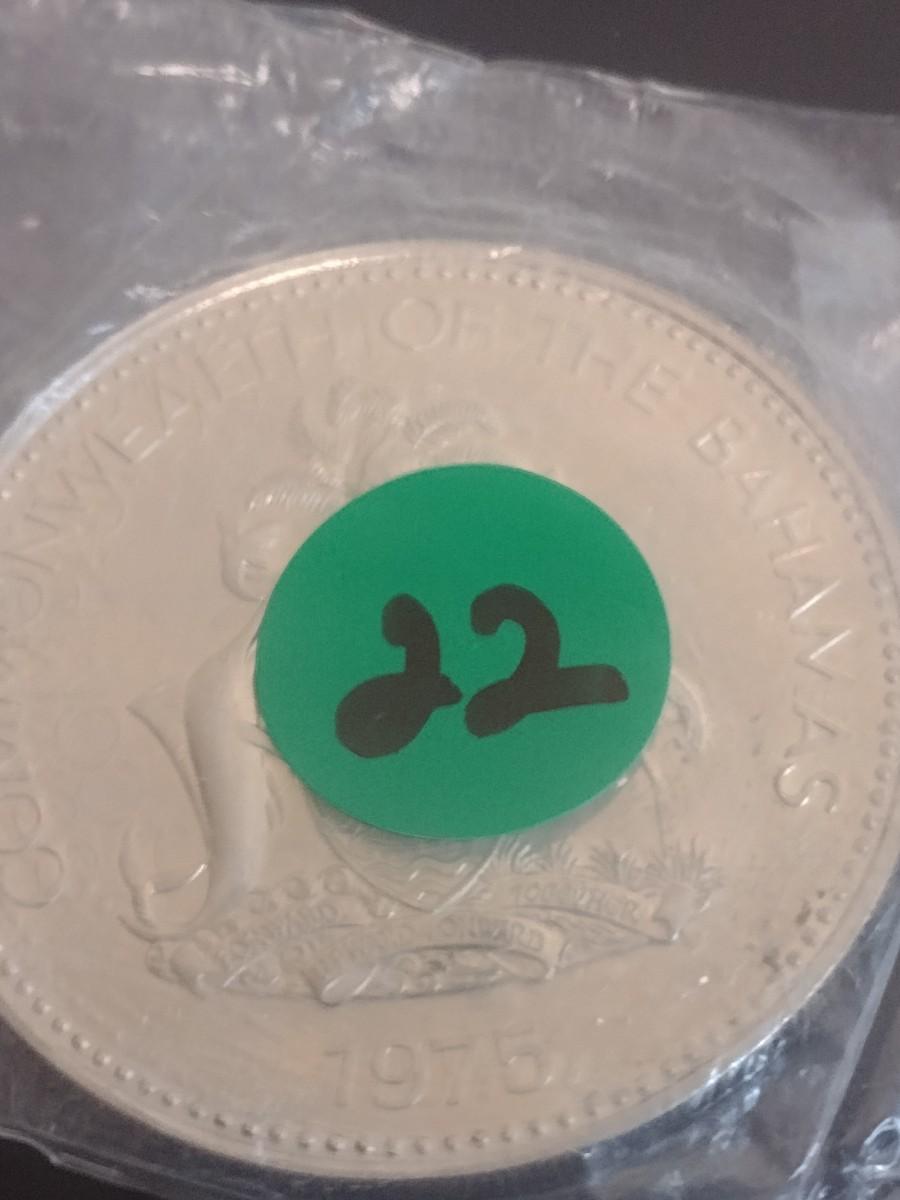 COMMONWEALTH OF THE BAHAMAS
22
FORWARD UPWARD ONWARD TOGETHER
1975